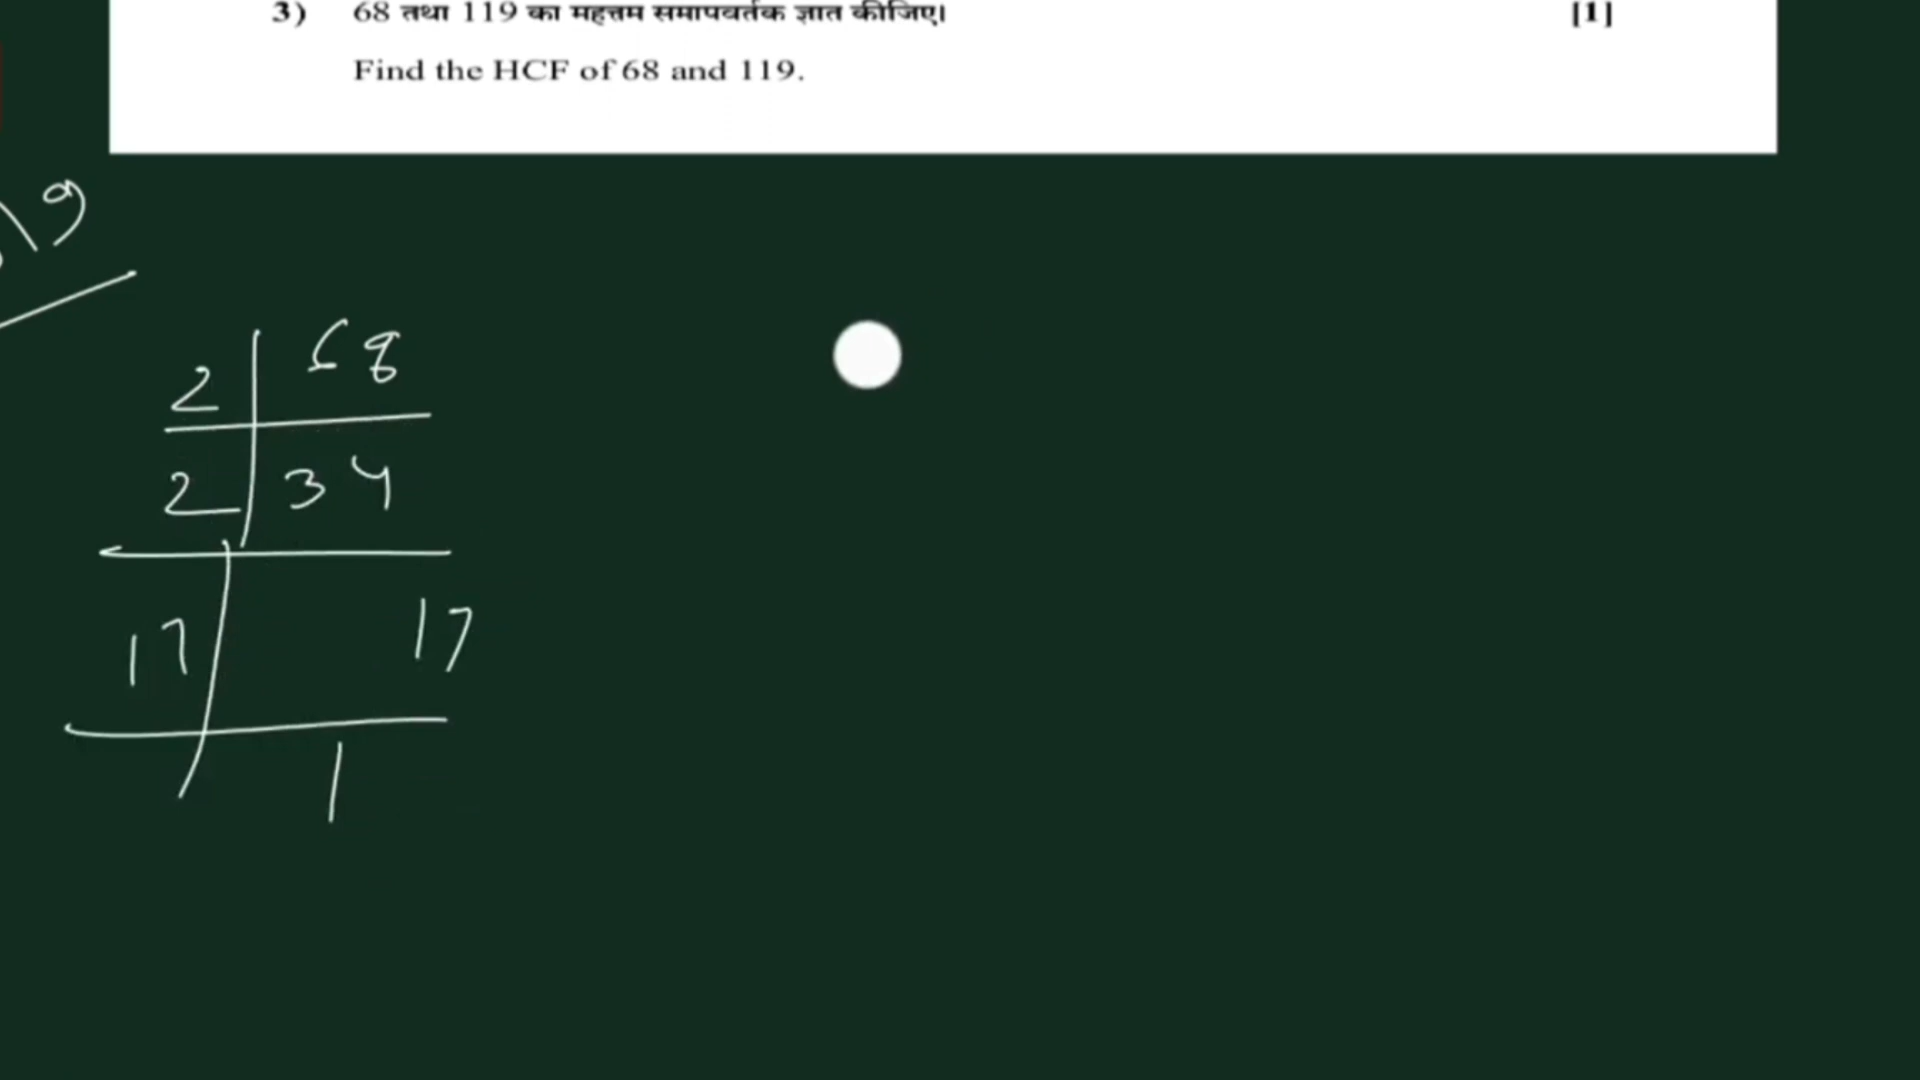 3) 68 तथा 119 का महत्तम समापवर्तक ज्ञात कीजिए। [1]
Find the HCF of 68 and 119.
19
2 68
2 34
17 17
1